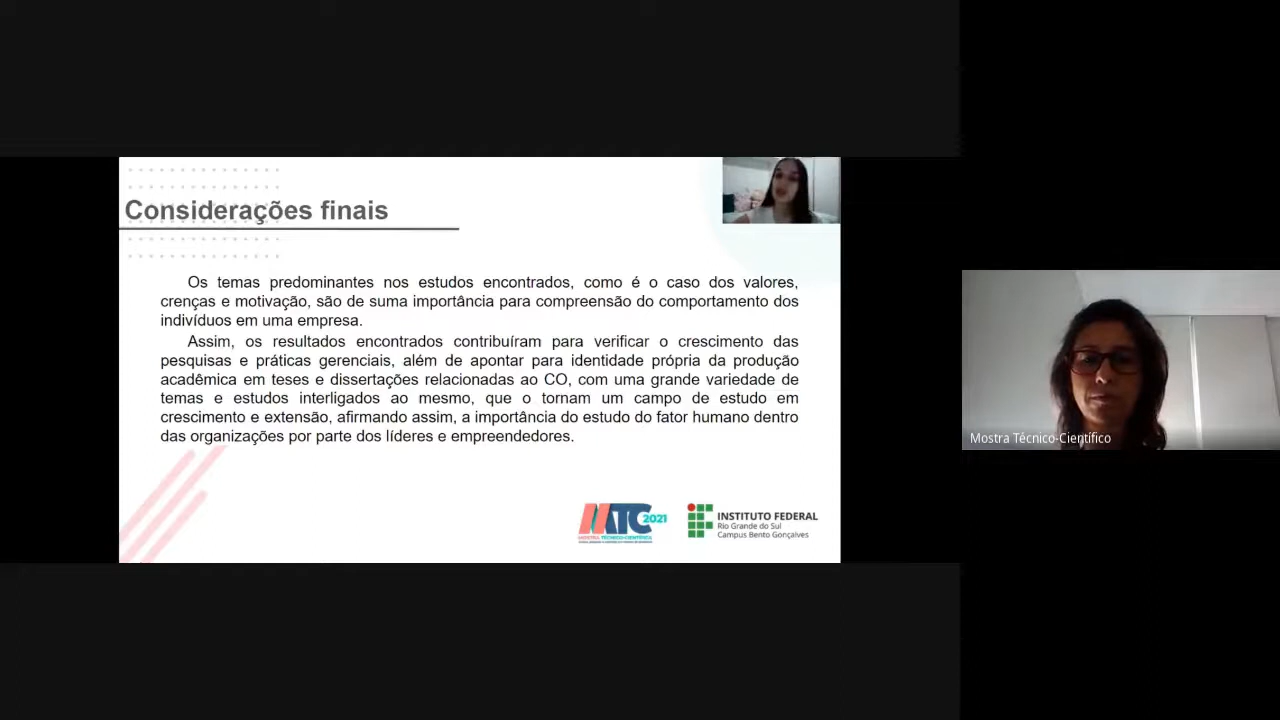 Considerações finais
Os temas predominantes nos estudos encontrados, como é o caso dos valores,
crenças e motivação, são de suma importância para compreensão do comportamento dos
indivíduos em uma empresa.
Assim, os resultados encontrados contribuíram para verificar o crescimento das
pesquisas e práticas gerenciais, além de apontar para identidade própria da produção
acadêmica em teses e dissertações relacionadas ao CO, com uma grande variedade de
temas e estudos interligados ao mesmo, que o tornam um campo de estudo em
crescimento e extensão, afirmando assim, a importância do estudo do fator humano dentro
das organizações por parte dos líderes e empreendedores.
MTC 2021
MOSTRA TÉCNICO-CIENTÍFICA
INSTITUTO FEDERAL
Rio Grande do Sul
Campus Bento Gonçalves
Mostra Técnico-Científico